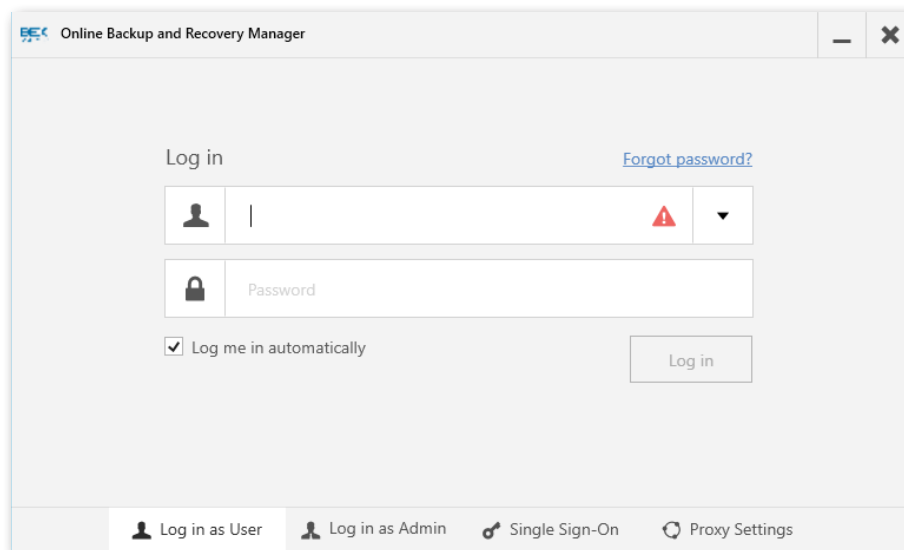 Online Backup and Recovery Manager
Log in Forgot password?
Password
Log me in automatically
Log in
Log in as User Log in as Admin Single Sign-On Proxy Settings